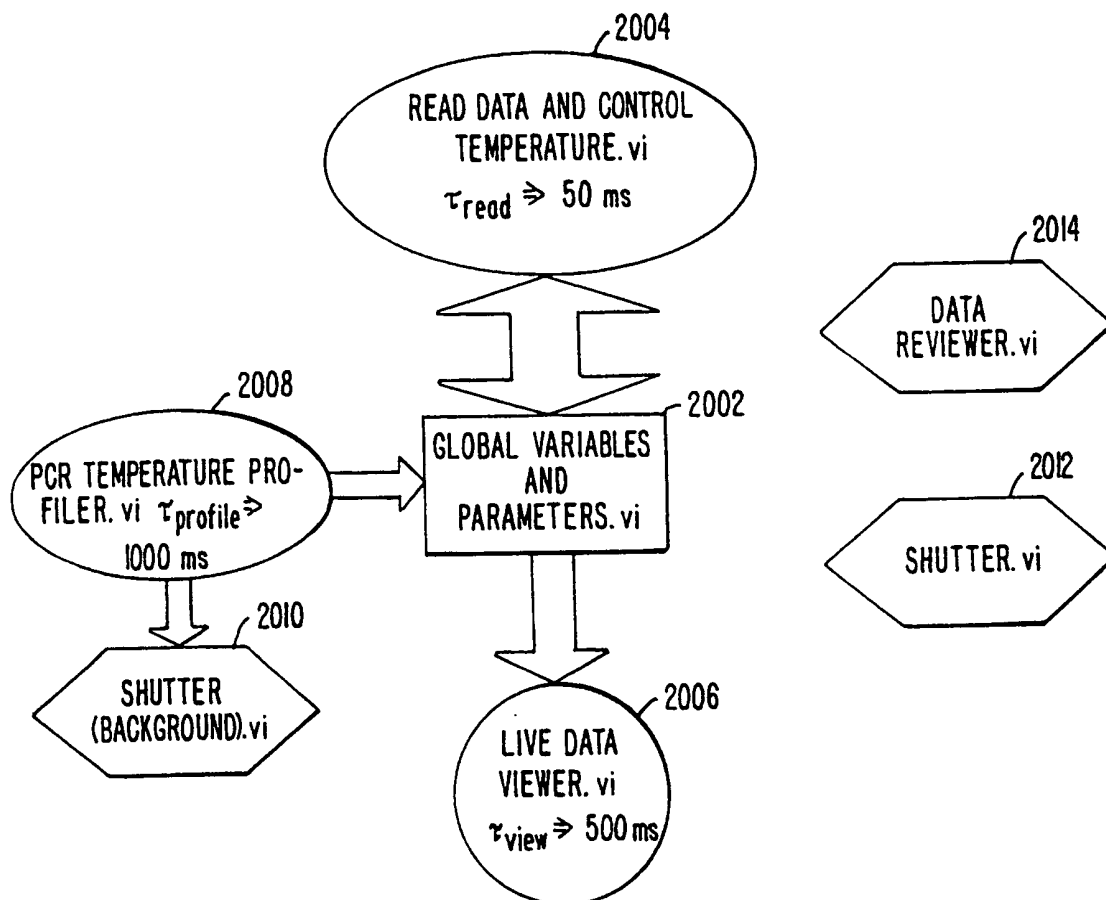 2004
READ DATA AND CONTROL
TEMPERATURE.vi
τread ⋟ 50 ms
2014
DATA
REVIEWER.vi
2008
PCR TEMPERATURE PRO-
FILER.vi τprofile ⋟
1000 ms
2002
GLOBAL VARIABLES
AND
PARAMETERS.vi
2012
SHUTTER.vi
2010
SHUTTER
(BACKGROUND).vi
2006
LIVE DATA
VIEWER.vi
τview ⋟ 500 ms